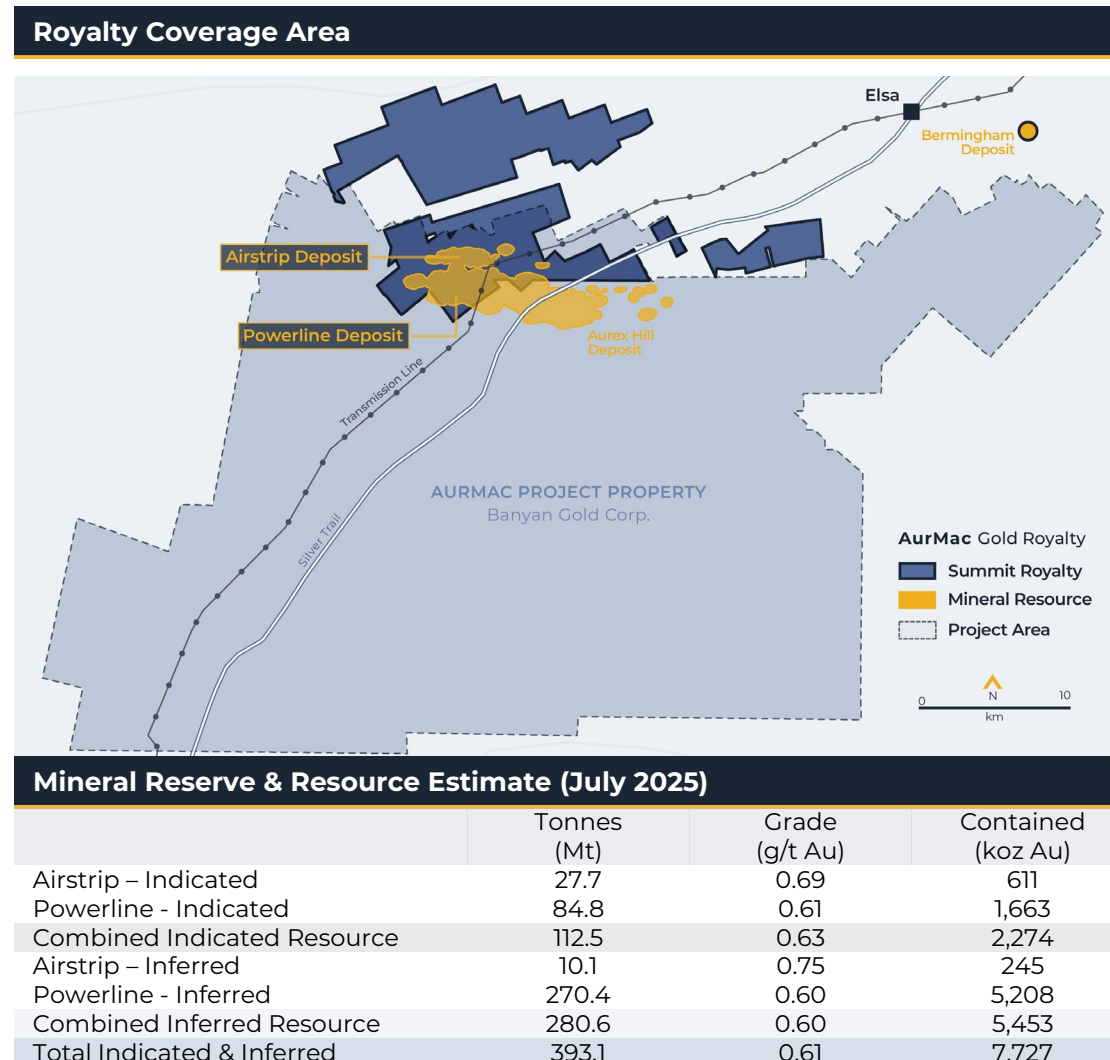 Royalty Coverage Area
Elsa
Bermingham
Deposit
Airstrip Deposit
Powerline Deposit
Aurex Hill
Deposit
Transmission Line
Silver Trail
AURMAC PROJECT PROPERTY
Banyan Gold Corp.
AurMac Gold Royalty
Summit Royalty
Mineral Resource
Project Area
0 N 10
km
Mineral Reserve & Resource Estimate (July 2025)
Tonnes Grade Contained
(Mt) (g/t Au) (koz Au)
Airstrip – Indicated 27.7 0.69 611
Powerline - Indicated 84.8 0.61 1,663
Combined Indicated Resource 112.5 0.63 2,274
Airstrip – Inferred 10.1 0.75 245
Powerline - Inferred 270.4 0.60 5,208
Combined Inferred Resource 280.6 0.60 5,453
Total Indicated & Inferred 393.1 0.61 7,727